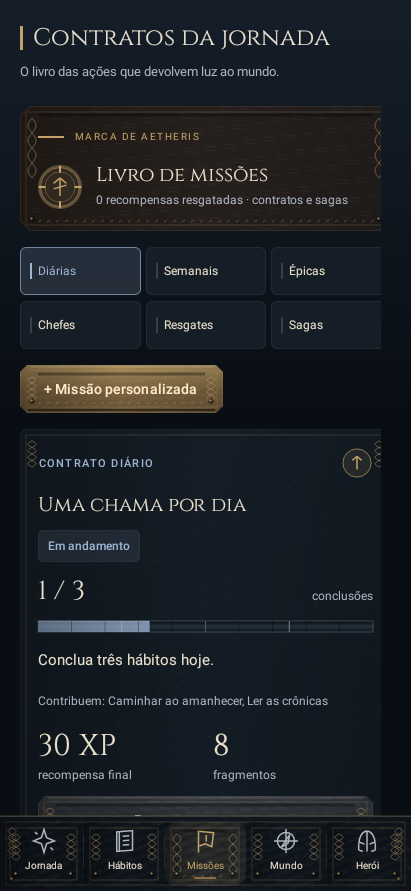 Contratos da Jornada
O livro das ações que devolvem luz ao mundo.
MARCA DE AETHERIS
Livro de missões
0 recompensas resgatadas · contratos e sagas
Diárias
Semanais
Épicas
Chefes
Resgates
Sagas
+ Missão personalizada
CONTRATO DIÁRIO
Uma chama por dia
Em andamento
1 / 3
conclusões
Conclua três hábitos hoje.
Contribuem: Caminhar ao amanhecer, Ler as crônicas
30 XP
8
recompensa final
fragmentos
Jornada
Hábitos
Missões
Mundo
Herói